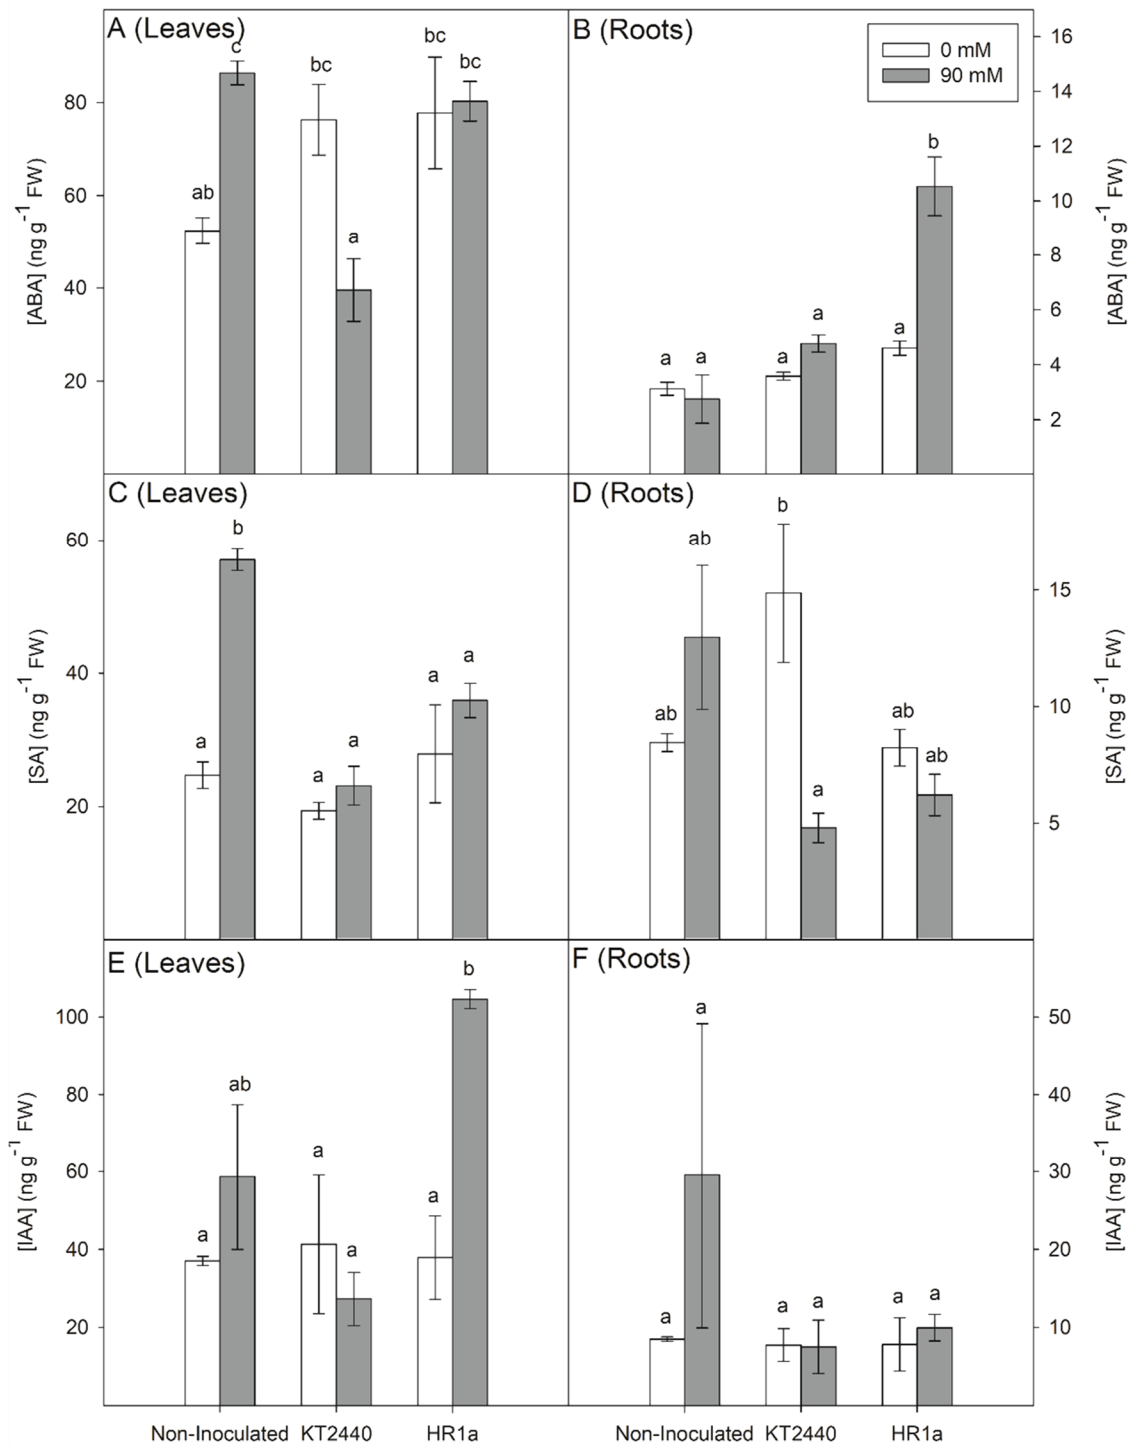 A (Leaves)
B (Roots)
0 mM
90 mM
[ABA] (ng g⁻¹ FW)
80
60
40
20
ab
c
bc
a
bc
bc
16
14
12
10
8
6
4
2
[ABA] (ng g⁻¹ FW)
a
a
a
a
a
b
C (Leaves)
D (Roots)
[SA] (ng g⁻¹ FW)
60
40
20
a
b
a
a
a
a
15
10
5
[SA] (ng g⁻¹ FW)
ab
ab
b
a
ab
ab
E (Leaves)
F (Roots)
[IAA] (ng g⁻¹ FW)
100
80
60
40
20
a
ab
a
a
a
b
50
40
30
20
10
[IAA] (ng g⁻¹ FW)
a
a
a
a
a
a
Non-Inoculated KT2440 HR1a
Non-Inoculated KT2440 HR1a